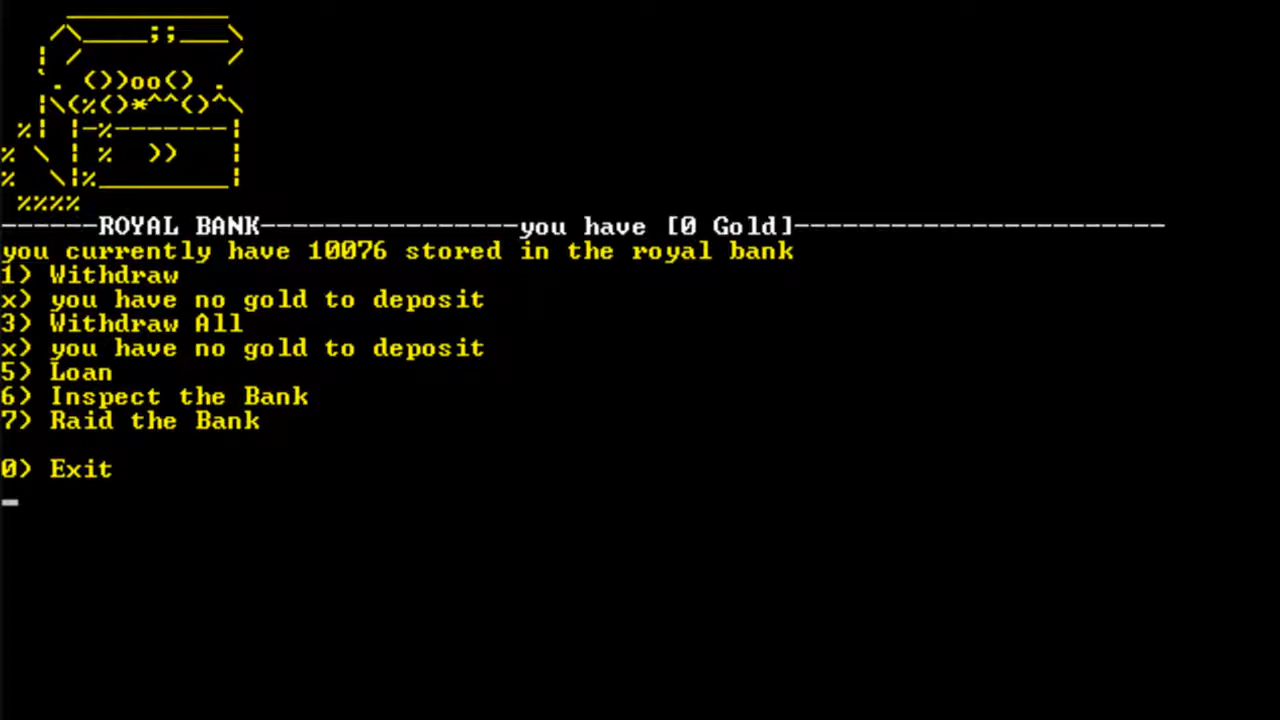 ------ROYAL BANK----------------you have [0 Gold]-----------------------
you currently have 10076 stored in the royal bank
1) Withdraw
x) you have no gold to deposit
3) Withdraw All
x) you have no gold to deposit
5) Loan
6) Inspect the Bank
7) Raid the Bank
0) Exit